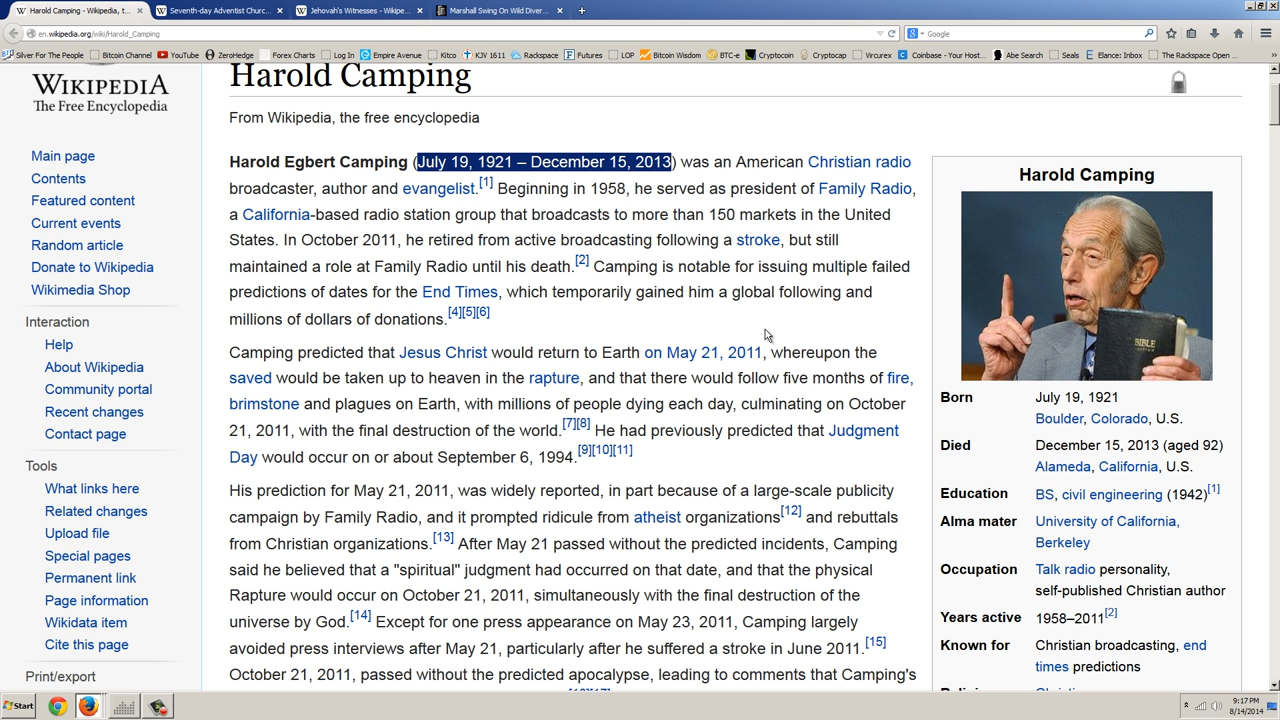 Harold Camping - Wikipedia, t...
Seventh-day Adventist Churc...
Jehovah's Witnesses - Wikipe...
Marshall Swing On Wild Diver...
en.wikipedia.org/wiki/Harold_Camping
Google
Silver For The People Bitcoin Channel YouTube ZeroHedge Forex Charts Log In Empire Avenue Kitco KJV 1611 Rackspace Futures LOP Bitcoin Wisdom BTC-e Cryptocoin Cryptocap Wrcurex Coinbase - Your Host... Abe Search Seals Elance: Inbox The Rackspace Open ...
WIKIPEDIA
The Free Encyclopedia
Main page
Contents
Featured content
Current events
Random article
Donate to Wikipedia
Wikimedia Shop
Interaction
Help
About Wikipedia
Community portal
Recent changes
Contact page
Tools
What links here
Related changes
Upload file
Special pages
Permanent link
Page information
Wikidata item
Cite this page
Print/export
Harold Camping
From Wikipedia, the free encyclopedia
Harold Egbert Camping (July 19, 1921 – December 15, 2013) was an American Christian radio
broadcaster, author and evangelist.[1] Beginning in 1958, he served as president of Family Radio,
a California-based radio station group that broadcasts to more than 150 markets in the United
States. In October 2011, he retired from active broadcasting following a stroke, but still
maintained a role at Family Radio until his death.[2] Camping is notable for issuing multiple failed
predictions of dates for the End Times, which temporarily gained him a global following and
millions of dollars of donations.[4][5][6]
Camping predicted that Jesus Christ would return to Earth on May 21, 2011, whereupon the
saved would be taken up to heaven in the rapture, and that there would follow five months of fire,
brimstone and plagues on Earth, with millions of people dying each day, culminating on October
21, 2011, with the final destruction of the world.[7][8] He had previously predicted that Judgment
Day would occur on or about September 6, 1994.[9][10][11]
His prediction for May 21, 2011, was widely reported, in part because of a large-scale publicity
campaign by Family Radio, and it prompted ridicule from atheist organizations[12] and rebuttals
from Christian organizations.[13] After May 21 passed without the predicted incidents, Camping
said he believed that a "spiritual" judgment had occurred on that date, and that the physical
Rapture would occur on October 21, 2011, simultaneously with the final destruction of the
universe by God.[14] Except for one press appearance on May 23, 2011, Camping largely
avoided press interviews after May 21, particularly after he suffered a stroke in June 2011.[15]
October 21, 2011, passed without the predicted apocalypse, leading to comments that Camping's
Harold Camping
BIBLE
Born July 19, 1921
Boulder, Colorado, U.S.
Died December 15, 2013 (aged 92)
Alameda, California, U.S.
Education BS, civil engineering (1942)[1]
Alma mater University of California,
Berkeley
Occupation Talk radio personality,
self-published Christian author
Years active 1958–2011[2]
Known for Christian broadcasting, end
times predictions
Start
9:17 PM
8/14/2014